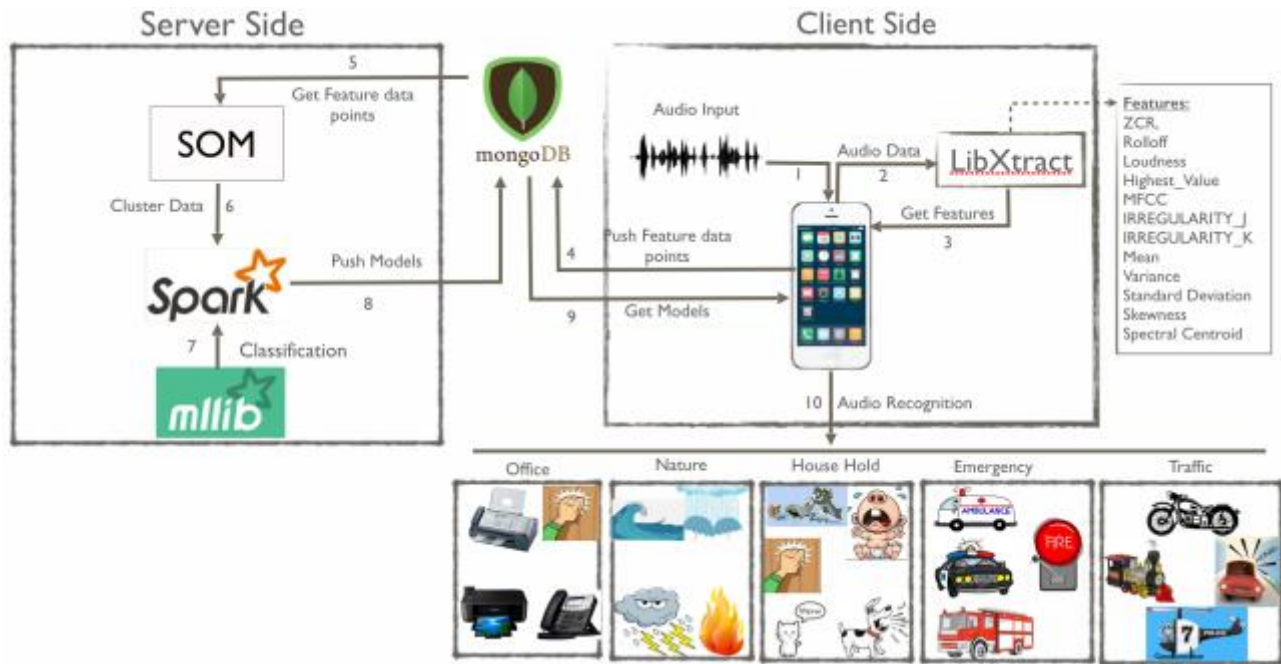 Server Side
Client Side
5
Get Feature data
points
SOM
Cluster Data
6
Spark
7
Classification
mllib
Push Models
8
mongoDB
Audio Input
1
Audio Data
2
LibXtract
Get Features
3
Push Feature data
points
4
Get Models
9
10
Audio Recognition
Features:
ZCR,
Rolloff
Loudness
Highest_Value
MFCC
IRREGULARITY_J
IRREGULARITY_K
Mean
Variance
Standard Deviation
Skewness
Spectral Centroid
Office
Nature
House Hold
Emergency
Traffic
AMBULANCE
FIRE
7
POLICE